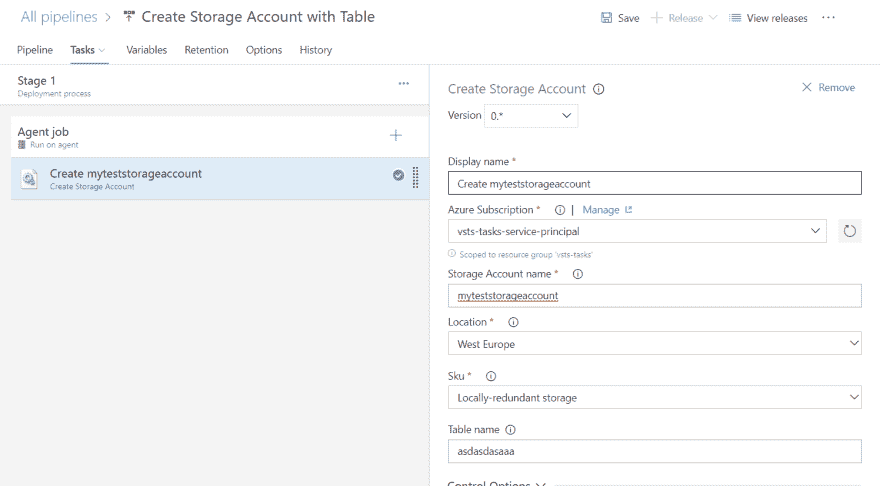 All pipelines > Create Storage Account with Table
Save Release View releases ...
Pipeline Tasks Variables Retention Options History
Stage 1
Deployment process
...
Agent job
Run on agent
Create myteststorageaccount
Create Storage Account
Create Storage Account
Remove
Version 0.*
Display name *
Create myteststorageaccount
Azure Subscription * | Manage
vsts-tasks-service-principal
Scoped to resource group 'vsts-tasks'
Storage Account name *
myteststorageaccount
Location *
West Europe
Sku *
Locally-redundant storage
Table name
asdasdasaaa
Control Options